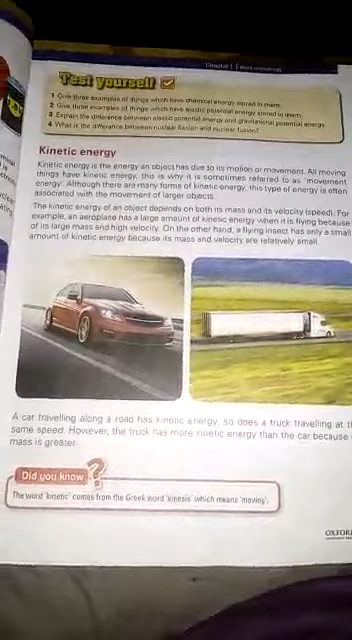 Chapter 1
Test yourself
1 Give three examples of things which have chemical energy stored in them.
2 Give three examples of things which have elastic potential energy stored in them.
3 Explain the difference between elastic potential energy and gravitational potential energy.
4 What is the difference between nuclear fission and nuclear fusion?
Kinetic energy
Kinetic energy is the energy an object has due to its motion or movement. All moving
things have kinetic energy, this is why it is sometimes referred to as 'movement
energy'. Although there are many forms of kinetic energy, this type of energy is often
associated with the movement of larger objects.
The kinetic energy of an object depends on both its mass and its velocity (speed). For
example, an aeroplane has a large amount of kinetic energy when it is flying because
of its large mass and high velocity. On the other hand, a flying insect has only a small
amount of kinetic energy because its mass and velocity are relatively small.
A car travelling along a road has kinetic energy, so does a truck travelling at
same speed. However, the truck has more kinetic energy than the car because
mass is greater.
Did you know ?
The word 'kinetic' comes from the Greek word 'kinesis' which means 'moving'.
OXFORD